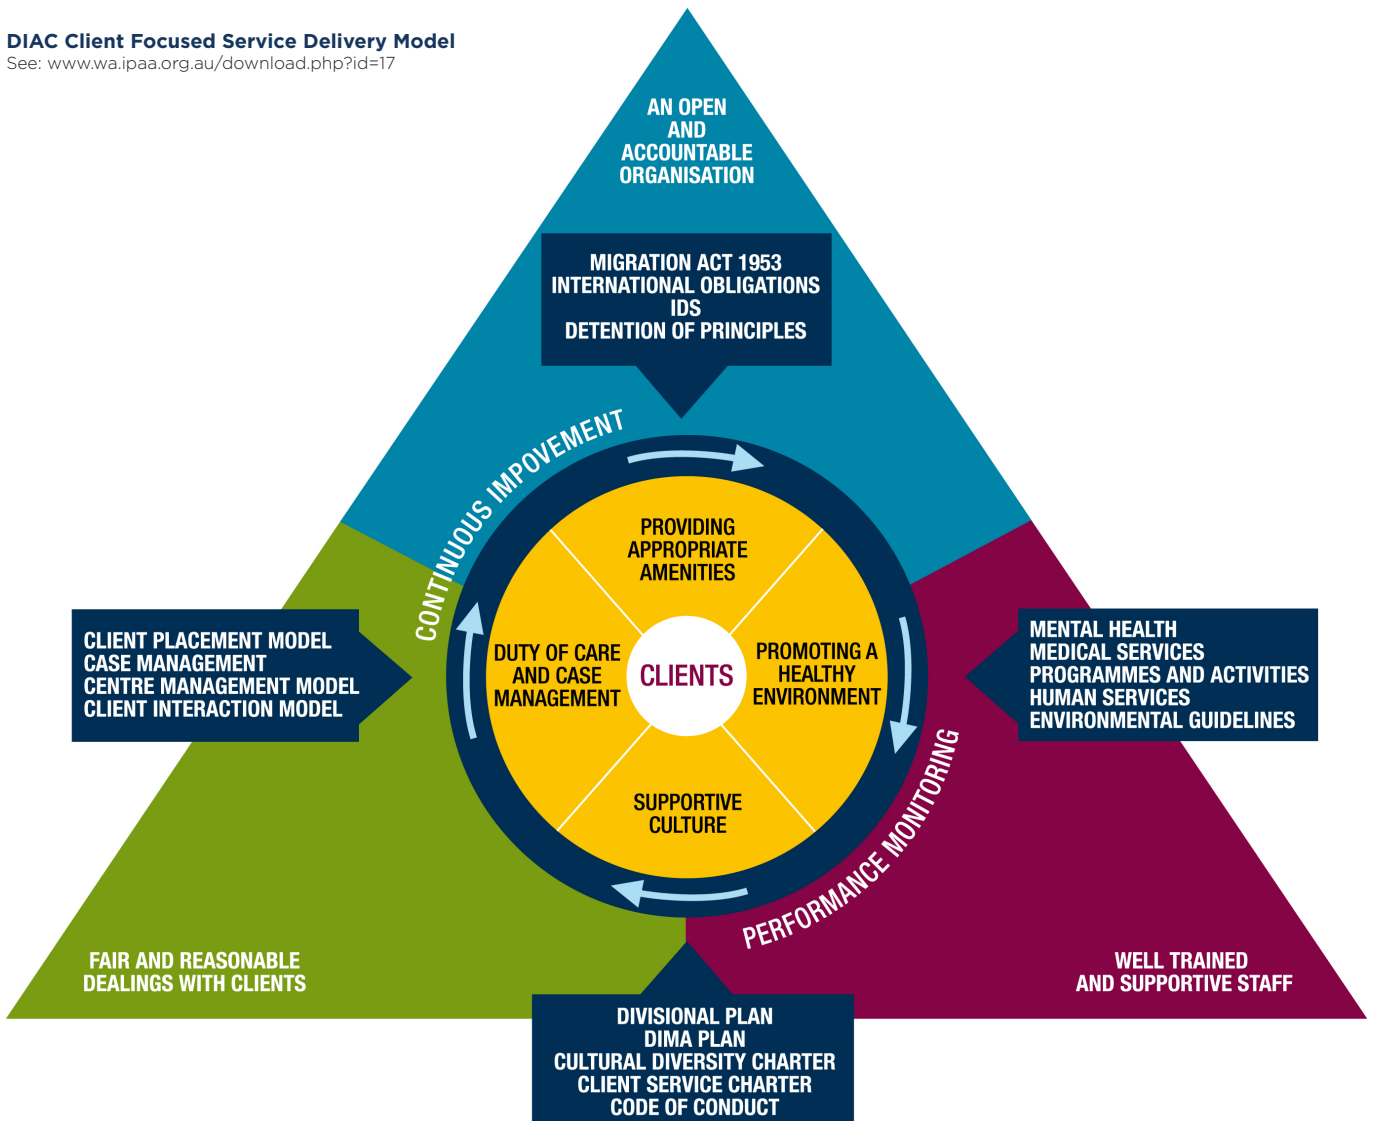 DIAC Client Focused Service Delivery Model
See: www.wa.ipaa.org.au/download.php?id=17
AN OPEN
AND
ACCOUNTABLE
ORGANISATION
MIGRATION ACT 1953
INTERNATIONAL OBLIGATIONS
IDS
DETENTION OF PRINCIPLES
CONTINUOUS IMPOVEMENT
PROVIDING
APPROPRIATE
AMENITIES
CLIENT PLACEMENT MODEL
CASE MANAGEMENT
CENTRE MANAGEMENT MODEL
CLIENT INTERACTION MODEL
DUTY OF CARE
AND CASE
MANAGEMENT
CLIENTS
PROMOTING A
HEALTHY
ENVIRONMENT
MENTAL HEALTH
MEDICAL SERVICES
PROGRAMMES AND ACTIVITIES
HUMAN SERVICES
ENVIRONMENTAL GUIDELINES
SUPPORTIVE
CULTURE
PERFORMANCE MONITORING
FAIR AND REASONABLE
DEALINGS WITH CLIENTS
WELL TRAINED
AND SUPPORTIVE STAFF
DIVISIONAL PLAN
DIMA PLAN
CULTURAL DIVERSITY CHARTER
CLIENT SERVICE CHARTER
CODE OF CONDUCT